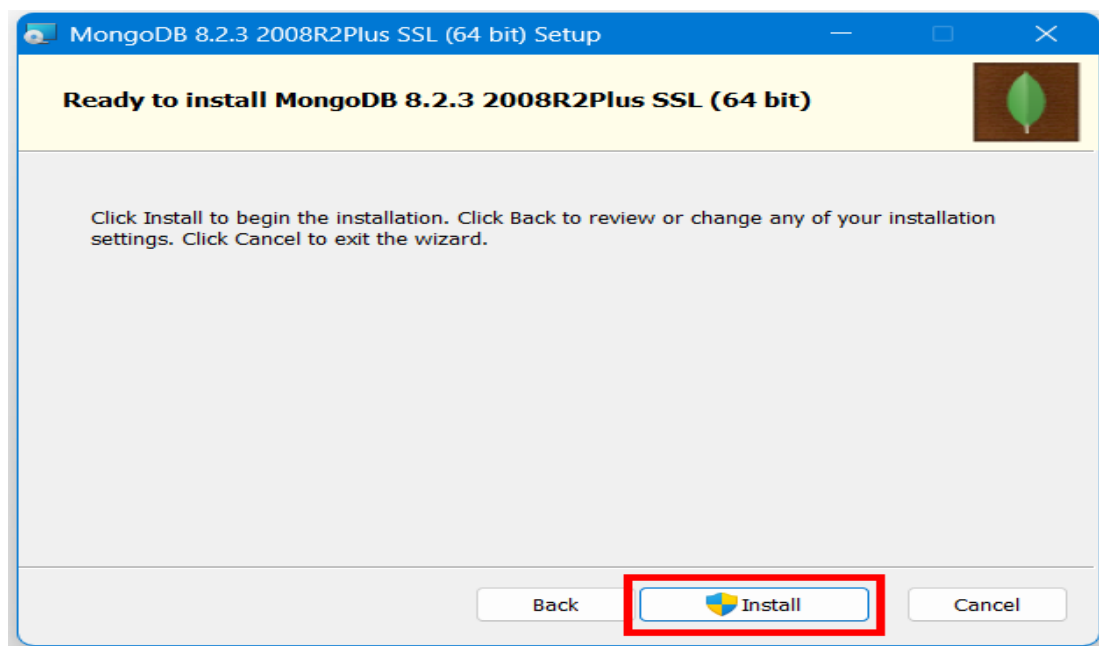 MongoDB 8.2.3 2008R2Plus SSL (64 bit) Setup
Ready to install MongoDB 8.2.3 2008R2Plus SSL (64 bit)
Click Install to begin the installation. Click Back to review or change any of your installation
settings. Click Cancel to exit the wizard.
Back Install Cancel